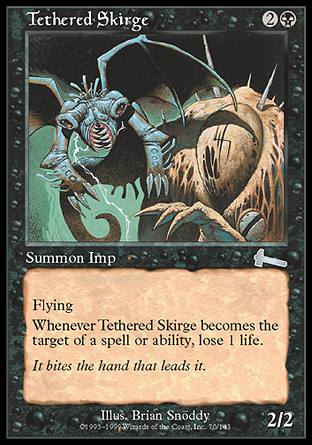 Tethered Skirge 2
Summon Imp
Flying
Whenever Tethered Skirge becomes the
target of a spell or ability, lose 1 life.
It bites the hand that leads it.
Illus. Brian Snoddy
©1993-1999 Wizards of the Coast, Inc. 70/143
2/2